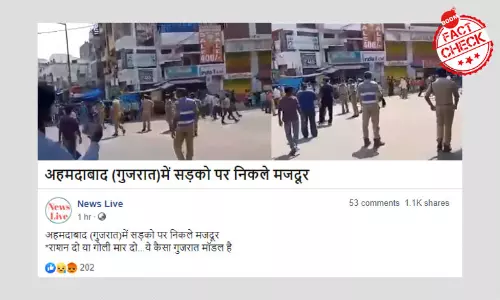 BOOM
FACT
CHECK
अहमदाबाद (गुजरात)में सड़को पर निकले मजदूर
News
Live
News Live
1 hr
53 comments 1.1K shares
अहमदाबाद (गुजरात)में सड़को पर निकले मजदूर
"राशन दो या गोली मार दो.. ये कैसा गुजरात मॉडल है
202